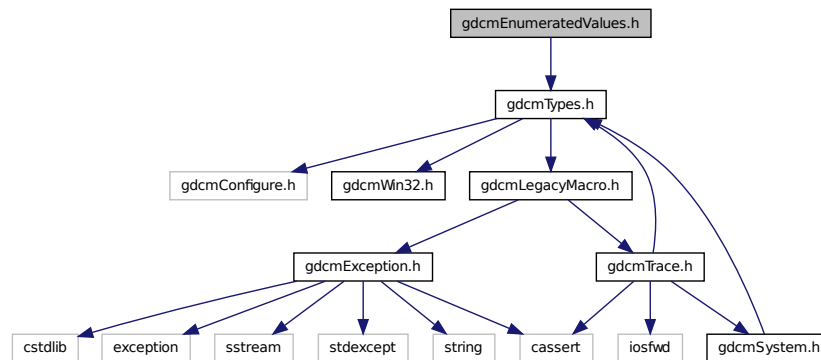 gdcmEnumeratedValues.h
gdcmTypes.h
gdcmConfigure.h
gdcmWin32.h
gdcmLegacyMacro.h
gdcmException.h
gdcmTrace.h
cstdlib
exception
sstream
stdexcept
string
cassert
iosfwd
gdcmSystem.h